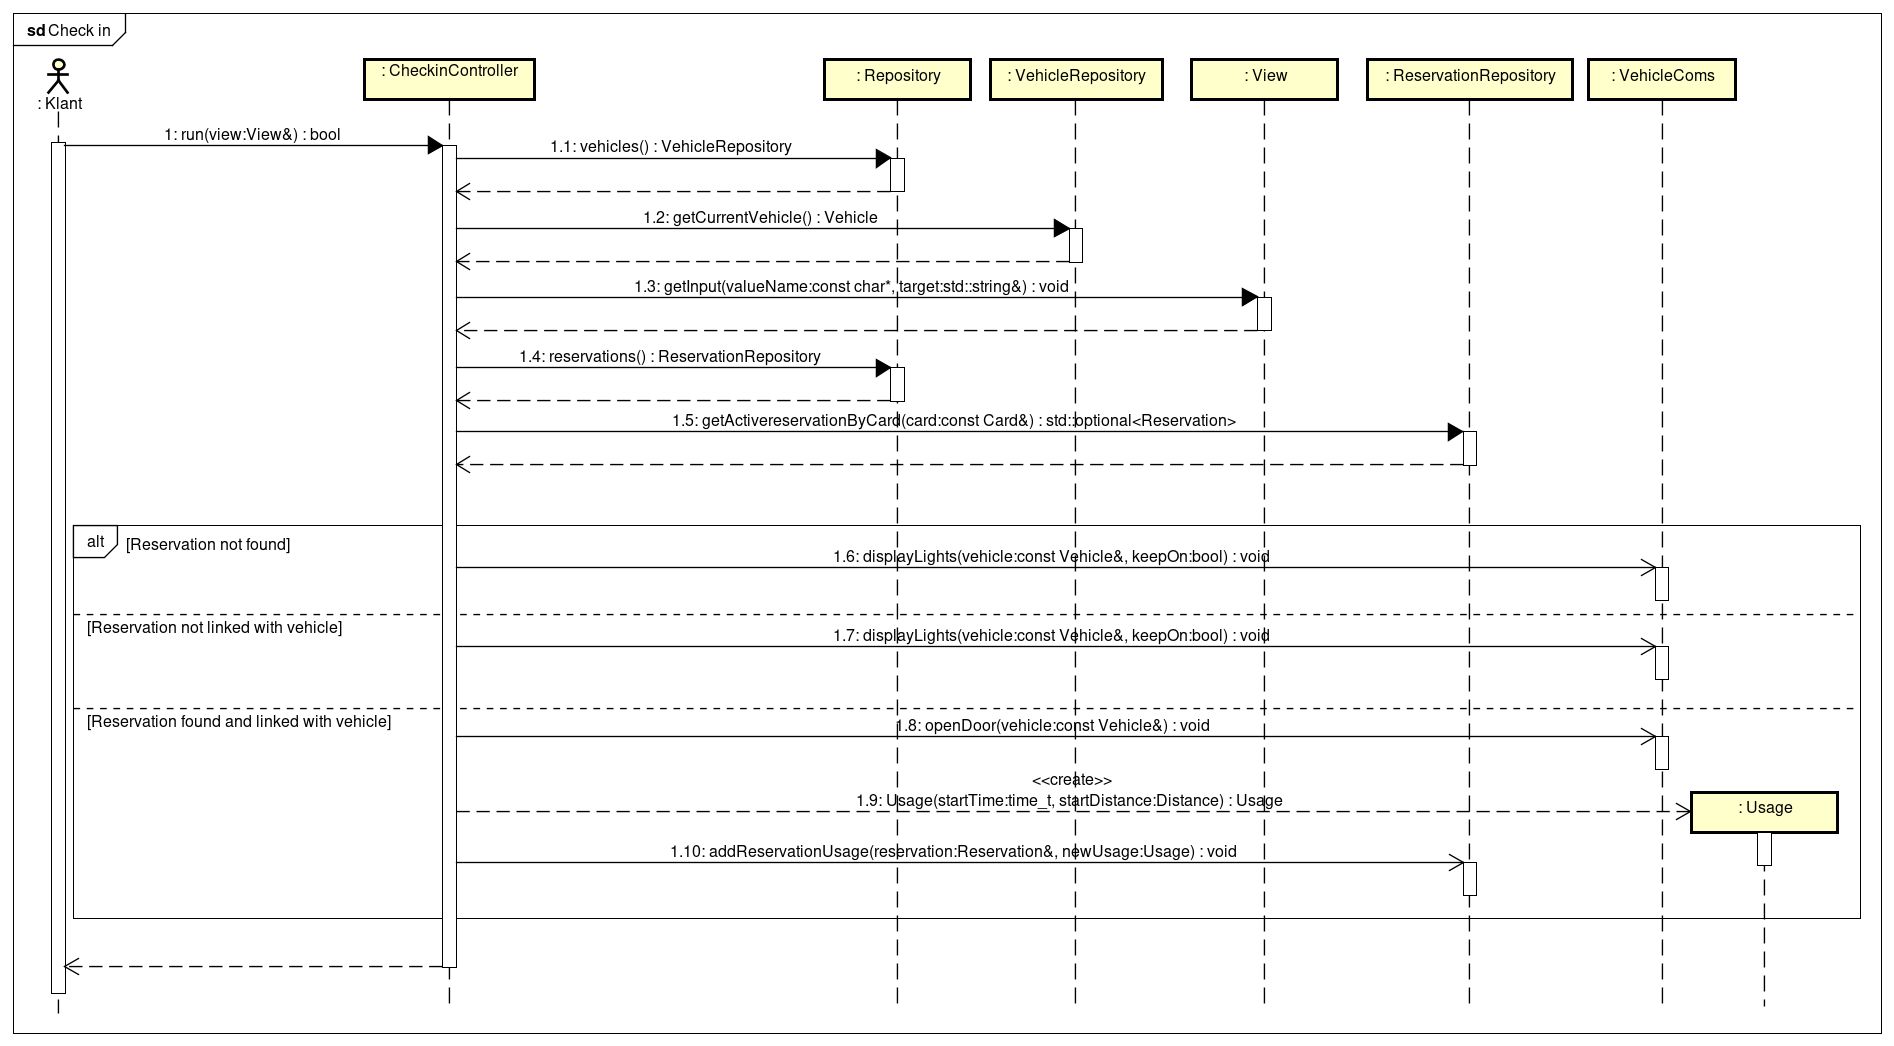 sd Check in
: Klant
: CheckinController
: Repository
: VehicleRepository
: View
: ReservationRepository
: VehicleComs
1: run(view:View&) : bool
1.1: vehicles() : VehicleRepository
1.2: getCurrentVehicle() : Vehicle
1.3: getInput(valueName:const char*, target:std::string&) : void
1.4: reservations() : ReservationRepository
1.5: getActivereservationByCard(card:const Card&) : std::optional<Reservation>
alt
[Reservation not found]
1.6: displayLights(vehicle:const Vehicle&, keepOn:bool) : void
[Reservation not linked with vehicle]
1.7: displayLights(vehicle:const Vehicle&, keepOn:bool) : void
[Reservation found and linked with vehicle]
1.8: openDoor(vehicle:const Vehicle&) : void
<<create>>
1.9: Usage(startTime:time_t, startDistance:Distance) : Usage
: Usage
1.10: addReservationUsage(reservation:Reservation&, newUsage:Usage) : void